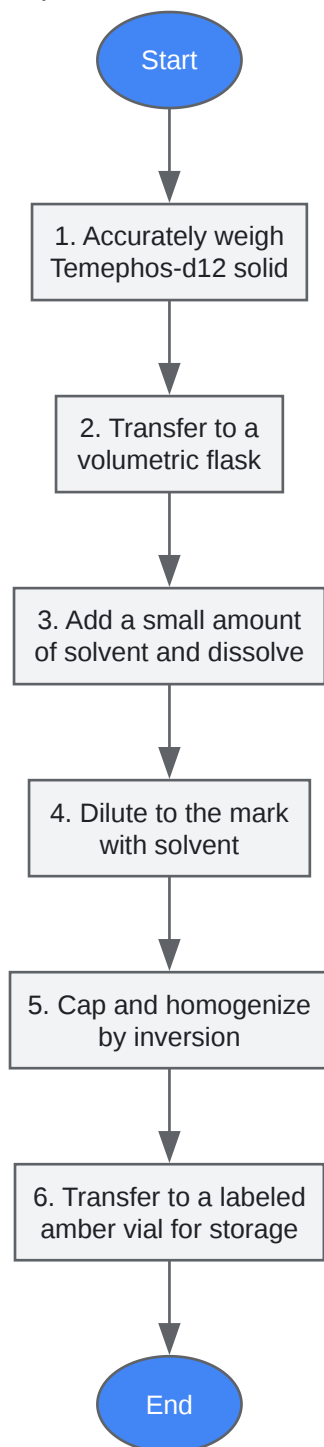 Start
1. Accurately weigh
Temephos-d12 solid
2. Transfer to a
volumetric flask
3. Add a small amount
of solvent and dissolve
4. Dilute to the mark
with solvent
5. Cap and homogenize
by inversion
6. Transfer to a labeled
amber vial for storage
End